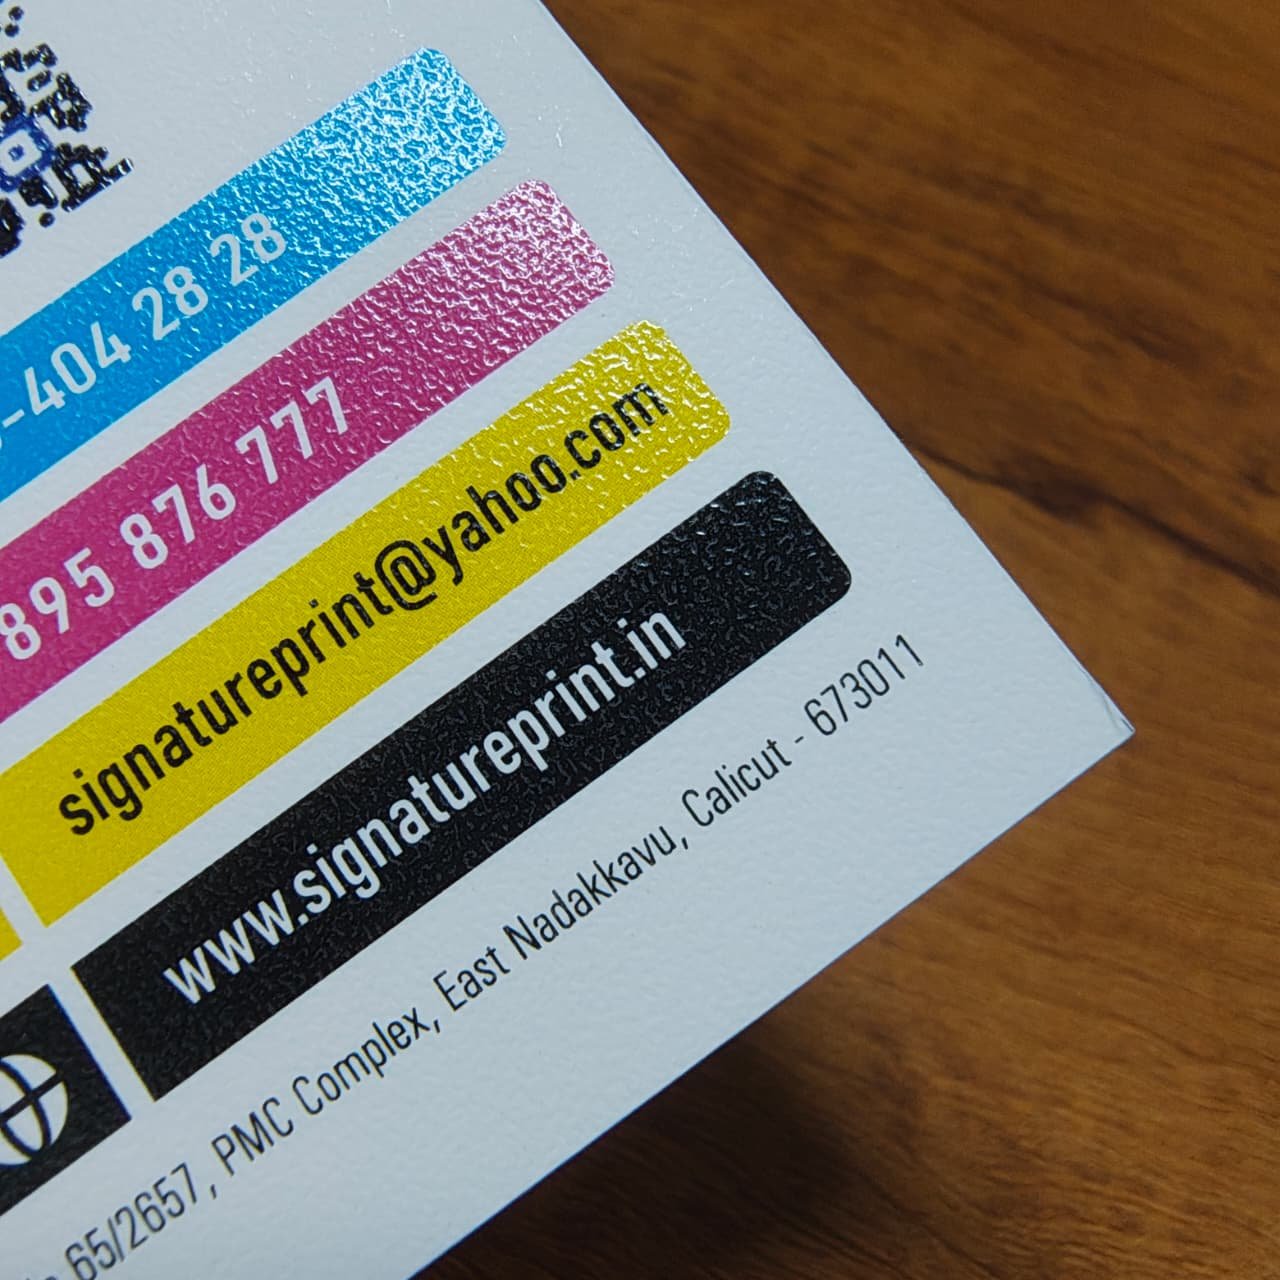 -404 28 28
895 876 777
signatureprint@yahoo.com
www.signatureprint.in
65/2657, PMC Complex, East Nadakkavu, Calicut - 673011